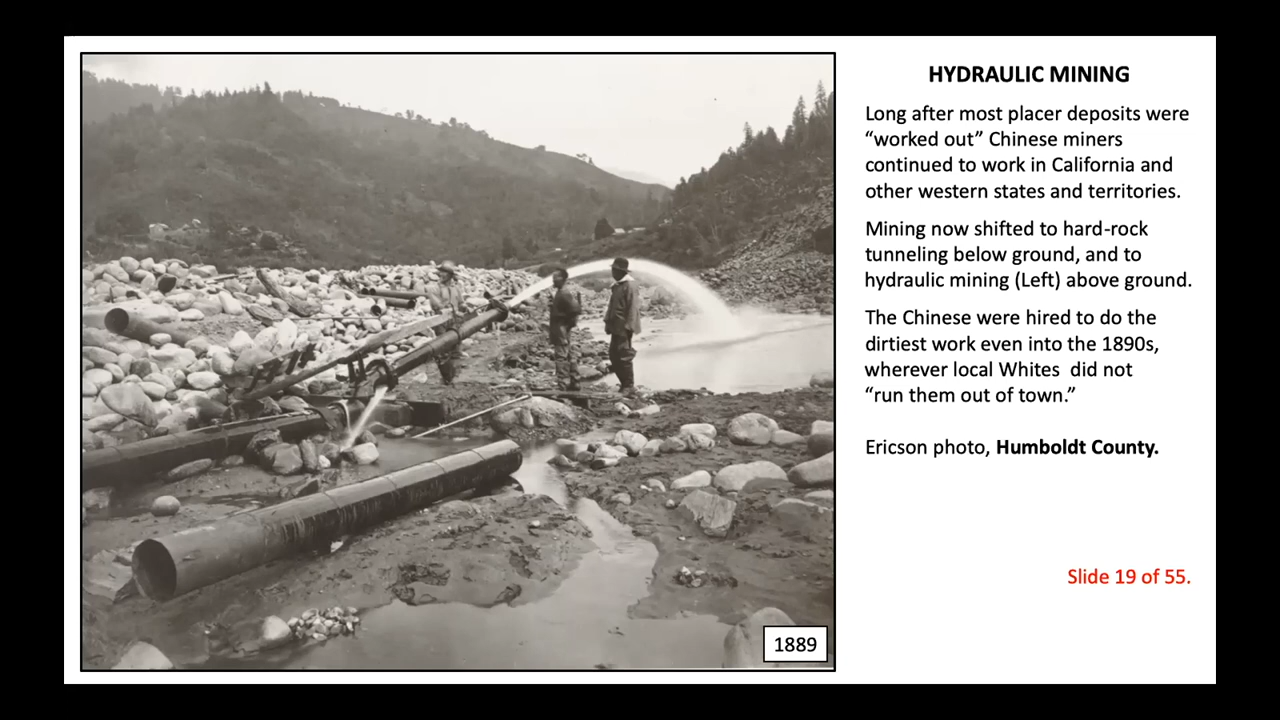 HYDRAULIC MINING
Long after most placer deposits were
“worked out” Chinese miners
continued to work in California and
other western states and territories.
Mining now shifted to hard-rock
tunneling below ground, and to
hydraulic mining (Left) above ground.
The Chinese were hired to do the
dirtiest work even into the 1890s,
wherever local Whites did not
“run them out of town.”
Ericson photo, Humboldt County.
Slide 19 of 55.
1889